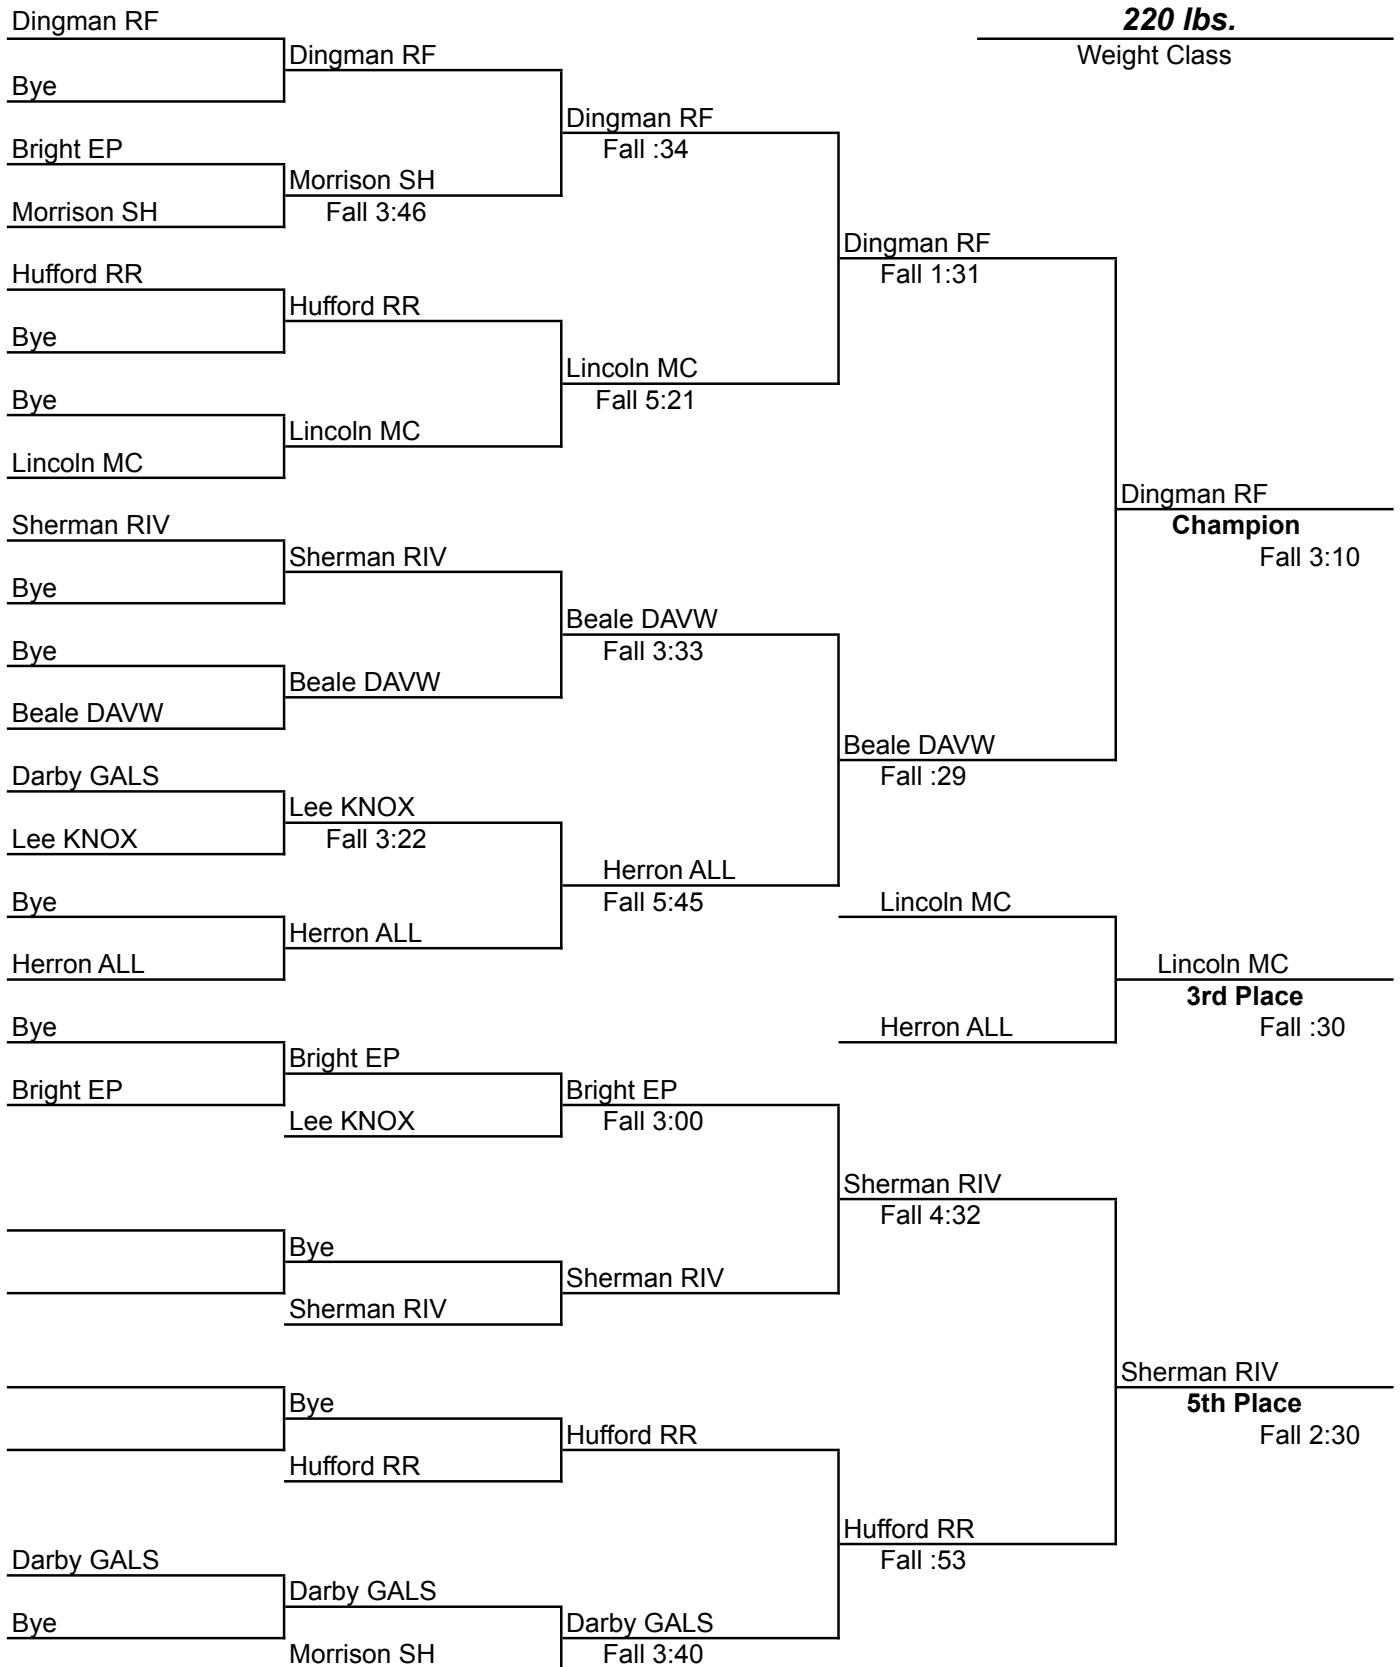 Dingman RF
220 lbs.
Dingman RF
Weight Class
Bye
Dingman RF
Bright EP
Fall :34
Morrison SH
Morrison SH
Fall 3:46
Dingman RF
Hufford RR
Fall 1:31
Hufford RR
Bye
Lincoln MC
Bye
Fall 5:21
Lincoln MC
Lincoln MC
Dingman RF
Sherman RIV
Champion
Sherman RIV
Fall 3:10
Bye
Beale DAVW
Bye
Fall 3:33
Beale DAVW
Beale DAVW
Beale DAVW
Darby GALS
Fall :29
Lee KNOX
Lee KNOX
Fall 3:22
Herron ALL
Bye
Fall 5:45
Lincoln MC
Herron ALL
Herron ALL
Lincoln MC
3rd Place
Bye
Herron ALL
Fall :30
Bright EP
Bright EP
Bright EP
Lee KNOX
Fall 3:00
Sherman RIV
Fall 4:32
Bye
Sherman RIV
Sherman RIV
Sherman RIV
Bye
5th Place
Hufford RR
Fall 2:30
Hufford RR
Hufford RR
Darby GALS
Fall :53
Darby GALS
Bye
Darby GALS
Morrison SH
Fall 3:40